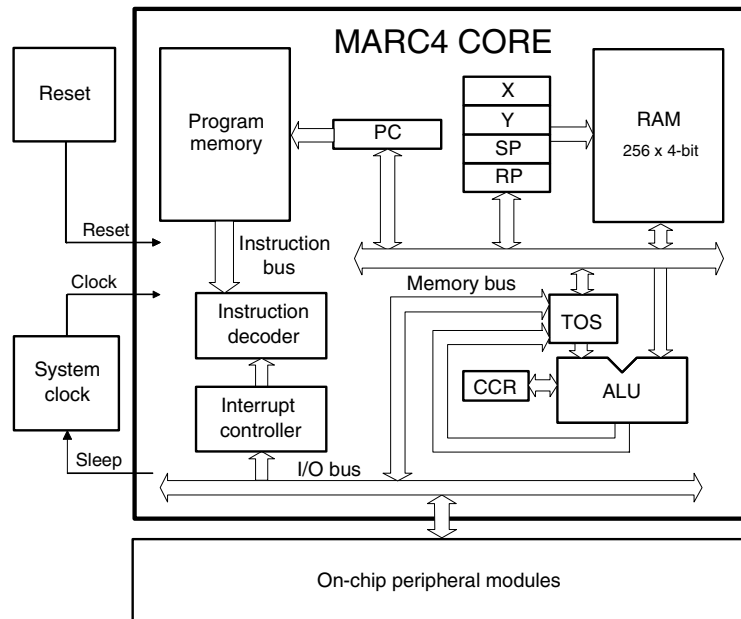 MARC4 CORE
Reset
Program
memory
PC
X
Y
SP
RP
RAM
256 x 4-bit
Reset
Instruction
bus
Clock
Memory bus
Instruction
decoder
TOS
System
clock
CCR
ALU
Interrupt
controller
Sleep
I/O bus
On-chip peripheral modules